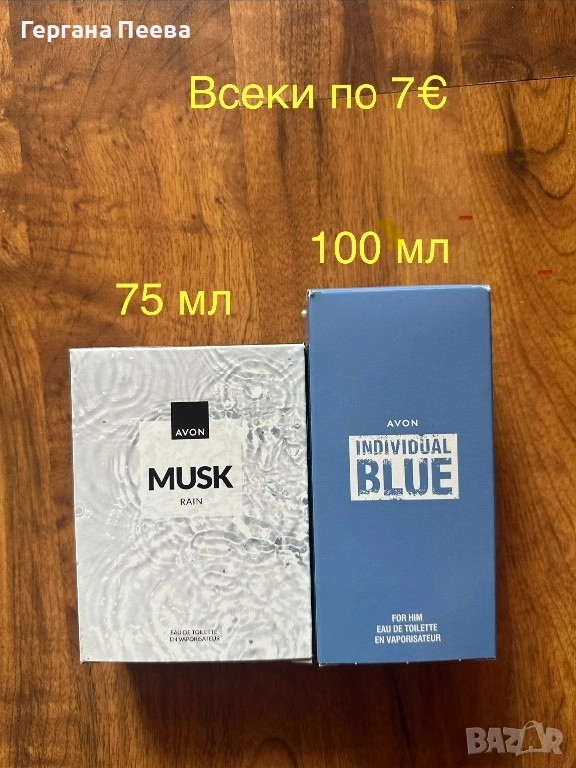 Гергана Пеева
Всеки по 7€
100 мл
75 мл
AVON
MUSK
RAIN
EAU DE TOILETTE
EN VAPORISATEUR
AVON
INDIVIDUAL
BLUE
FOR HIM
EAU DE TOILETTE
EN VAPORISATEUR
BAZAR